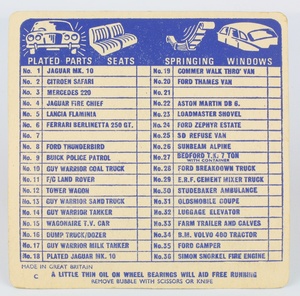 PLATED PARTS SEATS SPRINGING WINDOWS
No. 1 JAGUAR MK. 10
No. 2 CITROEN SAFARI
No. 3 MERCEDES 220
No. 4 JAGUAR FIRE CHIEF
No. 5 LANCIA FLAMINIA
No. 6 FERRARI BERLINETTA 250 GT.
No. 7
No. 8 FORD THUNDERBIRD
No. 9 BUICK POLICE PATROL
No. 10 GUY WARRIOR COAL TRUCK
No. 11 F/C LAND ROVER
No. 12 TOWER WAGON
No. 13 GUY WARRIOR SAND TRUCK
No. 14 GUY WARRIOR TANKER
No. 15 WAGONAIRE T.V. CAR
No. 16 DUMP TRUCK/DOZER
No. 17 GUY WARRIOR MILK TANKER
No. 18 PLATED JAGUAR MK. 10
No. 19 COMMER WALK THRO' VAN
No. 20 FORD THAMES VAN
No. 21
No. 22 ASTON MARTIN DB 6.
No. 23 LOADMASTER SHOVEL
No. 24 FORD ZEPHYR ESTATE
No. 25 SD REFUSE VAN
No. 26 SUNBEAM ALPINE
No. 27 BEDFORD T.K. 7 TON
WITH CONTAINER
No. 28 FORD BREAKDOWN TRUCK
No. 29 E.R.F. CEMENT MIXER TRUCK
No. 30 STUDEBAKER AMBULANCE
No. 31 OLDSMOBILE COUPE
No. 32 LUGGAGE ELEVATOR
No. 33 FARM TRAILER AND CALVES
No. 34 B.M. VOLVO 400 TRACTOR
No. 35 FORD CAMPER
No. 36 SIMON SNORKEL FIRE ENGINE
MADE IN GREAT BRITAIN
C A LITTLE THIN OIL ON WHEEL BEARINGS WILL AID FREE RUNNING
REMOVE BUBBLE WITH SCISSORS OR KNIFE